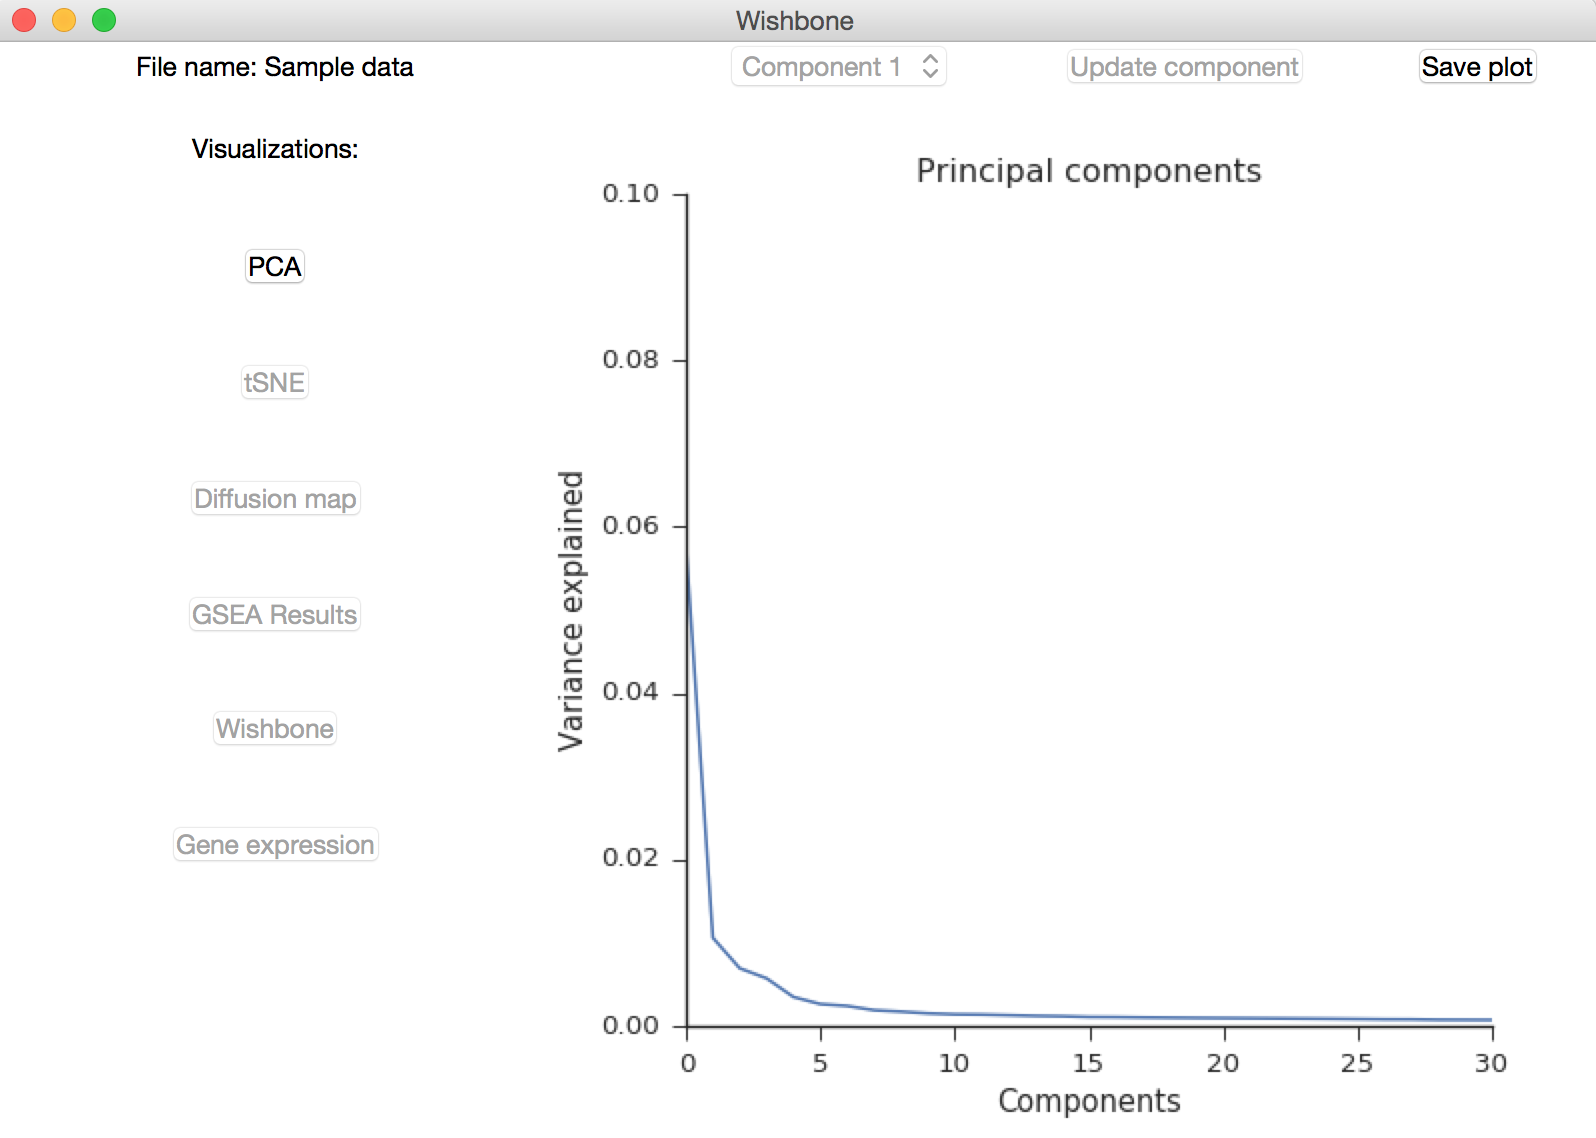 Wishbone
File name: Sample data
Component 1
Update component
Save plot
Visualizations:
PCA
tSNE
Diffusion map
GSEA Results
Wishbone
Gene expression
Principal components
Variance explained
0.10
0.08
0.06
0.04
0.02
0.00
0 5 10 15 20 25 30
Components